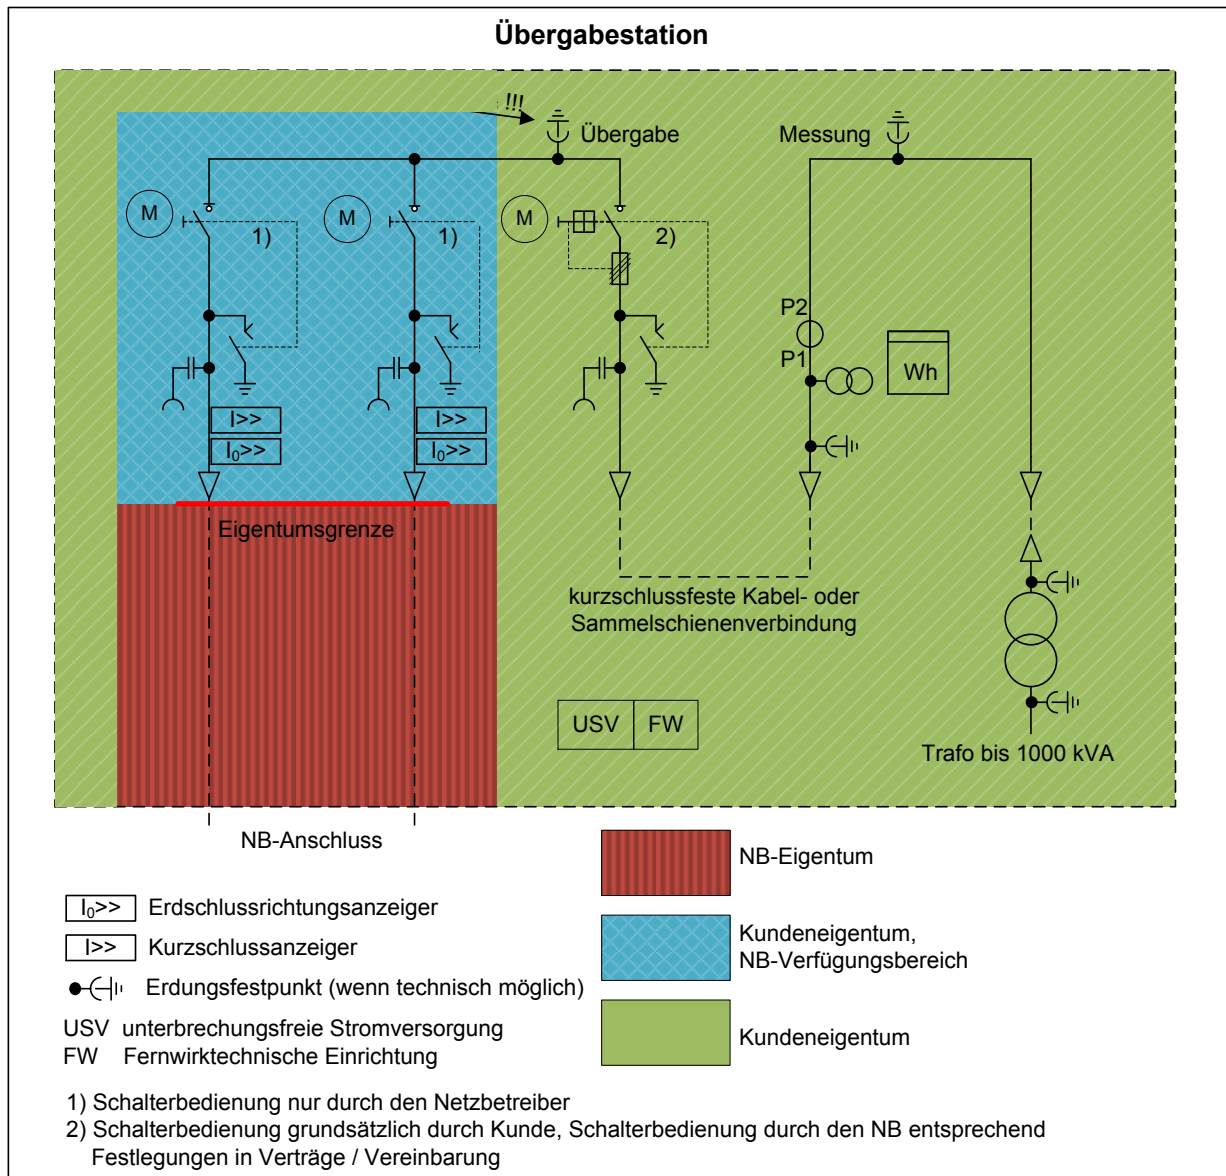 Übergabestation
!!!
Übergabe
Messung
M
M
M
1)
1)
2)
P2
P1
Wh
I>>
I>>
I₀>>
I₀>>
Eigentumsgrenze
kurzschlussfeste Kabel- oder
Sammelschienenverbindung
USV FW
Trafo bis 1000 kVA
NB-Anschluss
NB-Eigentum
I₀>> Erdschlussrichtungsanzeiger
I>> Kurzschlussanzeiger
Kundeneigentum,
NB-Verfügungsbereich
Erdungsfestpunkt (wenn technisch möglich)
USV unterbrechungsfreie Stromversorgung
FW Fernwirktechnische Einrichtung
Kundeneigentum
1) Schalterbedienung nur durch den Netzbetreiber
2) Schalterbedienung grundsätzlich durch Kunde, Schalterbedienung durch den NB entsprechend
Festlegungen in Verträge / Vereinbarung